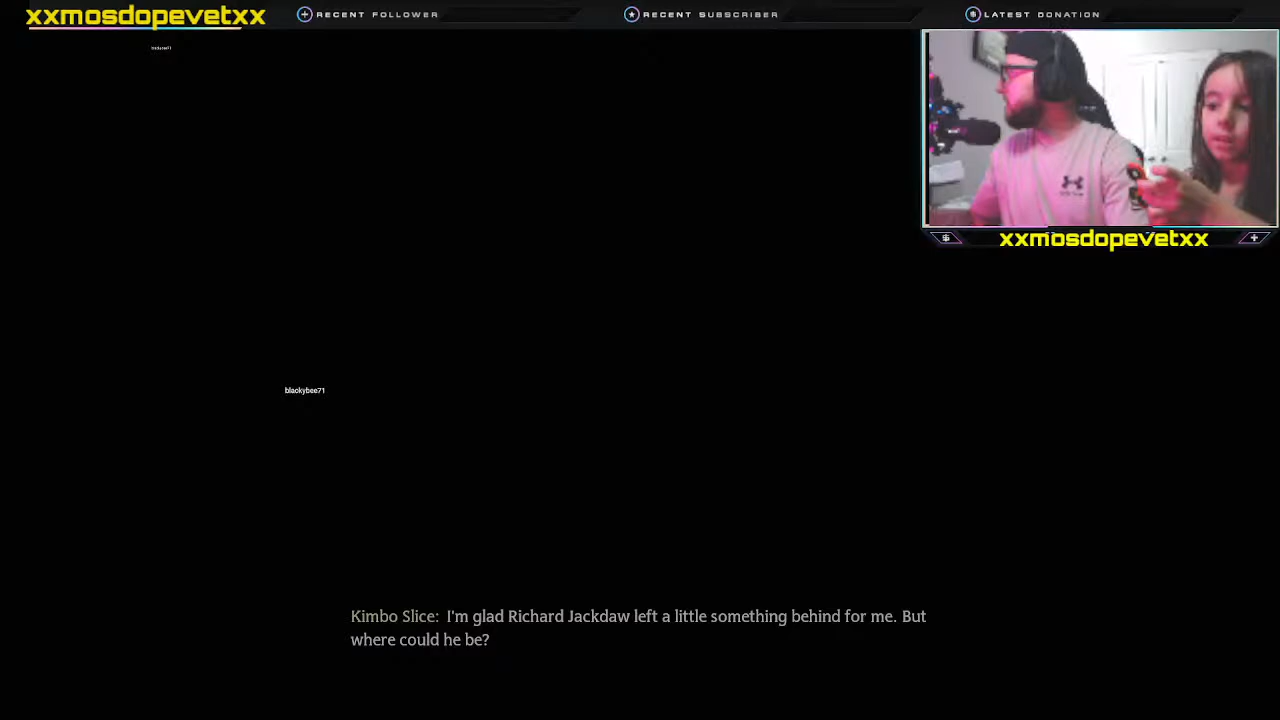 xxmosdopevetxx
RECENT FOLLOWER
RECENT SUBSCRIBER
LATEST DONATION
xxmosdopevetxx
blackybee71
Kimbo Slice: I'm glad Richard Jackdaw left a little something behind for me. But
where could he be?